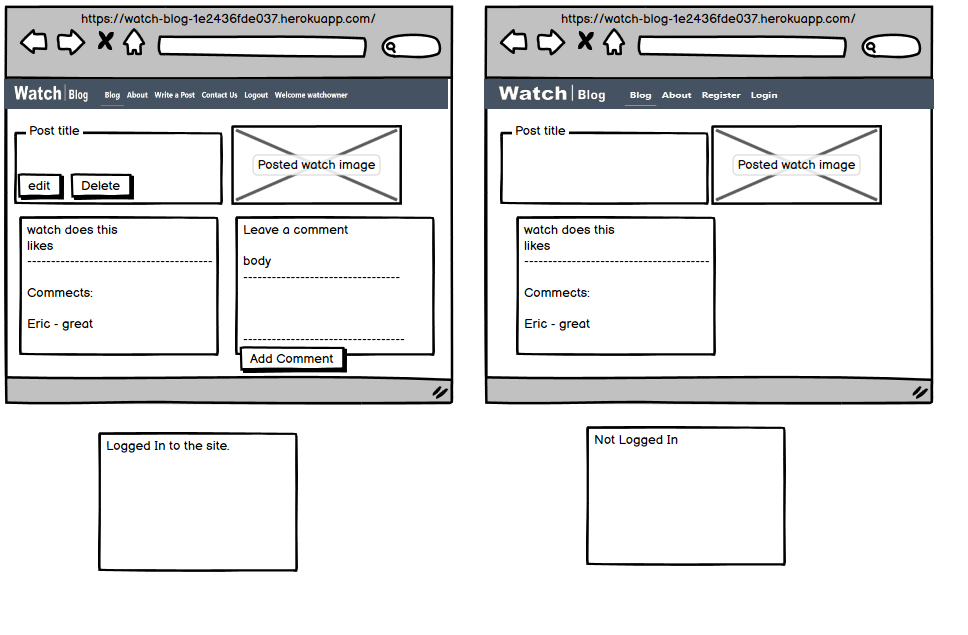 https://watch-blog-1e2436fde037.herokuapp.com/
Watch | Blog Blog About Write a Post Contact Us Logout Welcome watchowner
Post title
Posted watch image
edit Delete
watch does this
likes
Commects:
Eric - great
Leave a comment
body
Add Comment
Logged In to the site.
https://watch-blog-1e2436fde037.herokuapp.com/
Watch | Blog Blog About Register Login
Post title
Posted watch image
watch does this
likes
Commects:
Eric - great
Not Logged In